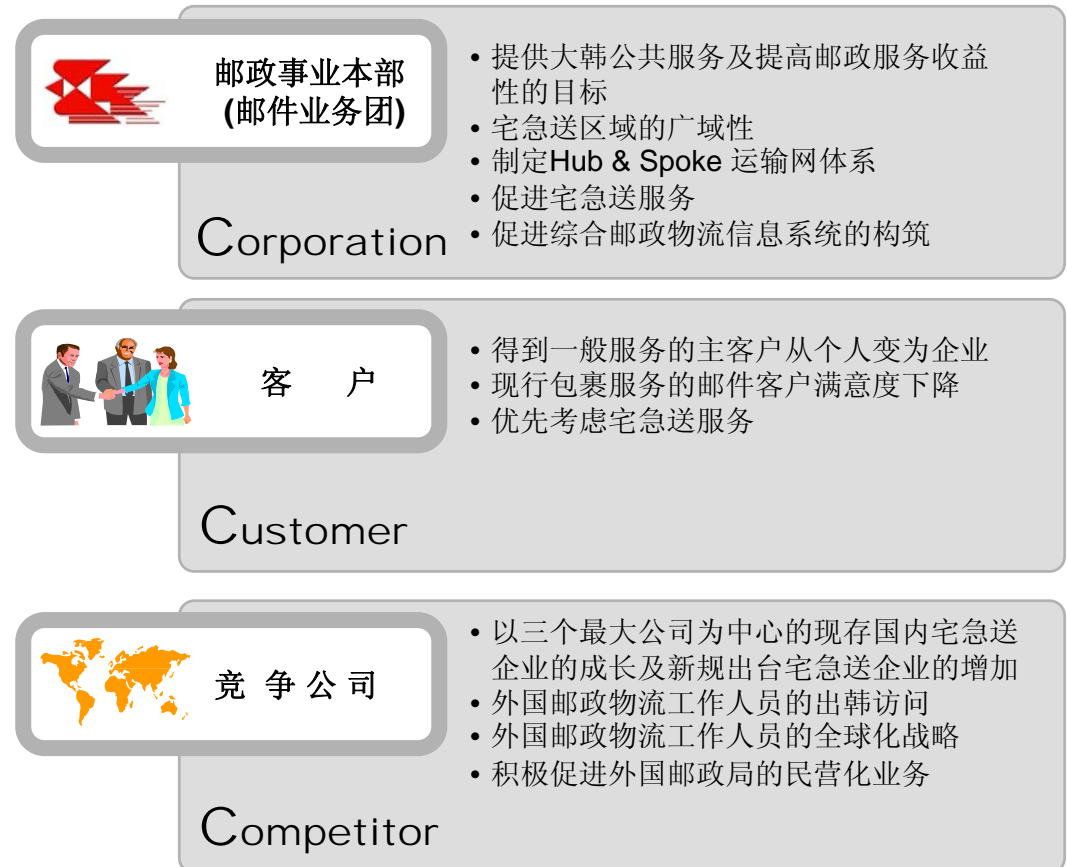 邮政事业本部
(邮件业务团)
• 提供大韩公共服务及提高邮政服务收益
性的目标
• 宅急送区域的广域性
• 制定Hub & Spoke 运输网体系
• 促进宅急送服务
• 促进综合邮政物流信息系统的构筑
Corporation
客 户
• 得到一般服务的主客户从个人变为企业
• 现行包裹服务的邮件客户满意度下降
• 优先考虑宅急送服务
Customer
竞 争 公 司
• 以三个最大公司为中心的现存国内宅急送
企业的成长及新规出台宅急送企业的增加
• 外国邮政物流工作人员的出韩访问
• 外国邮政物流工作人员的全球化战略
• 积极促进外国邮政局的民营化业务
Competitor